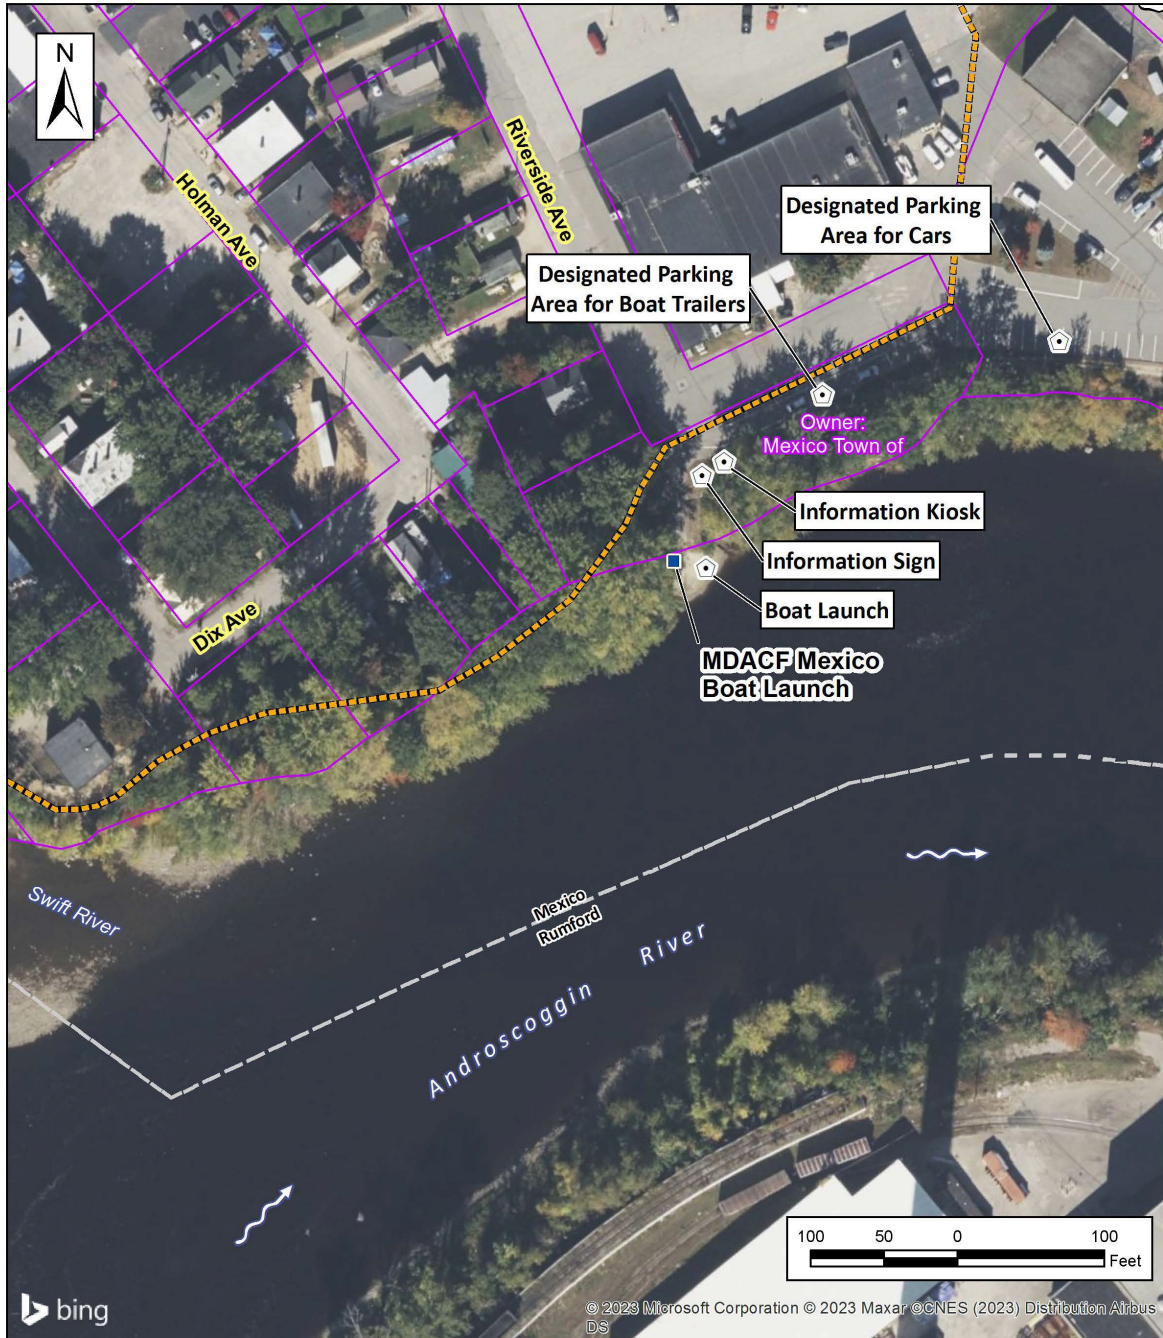 N
Holman Ave
Riverside Ave
Designated Parking
Area for Cars
Designated Parking
Area for Boat Trailers
Owner:
Mexico Town of
Information Kiosk
Information Sign
Boat Launch
Dix Ave
MDACF Mexico
Boat Launch
Swift River
Mexico
Rumford
Androscoggin River
100 50 0 100
Feet
bing
© 2023 Microsoft Corporation © 2023 Maxar ©CNES (2023) Distribution Airbus
DS